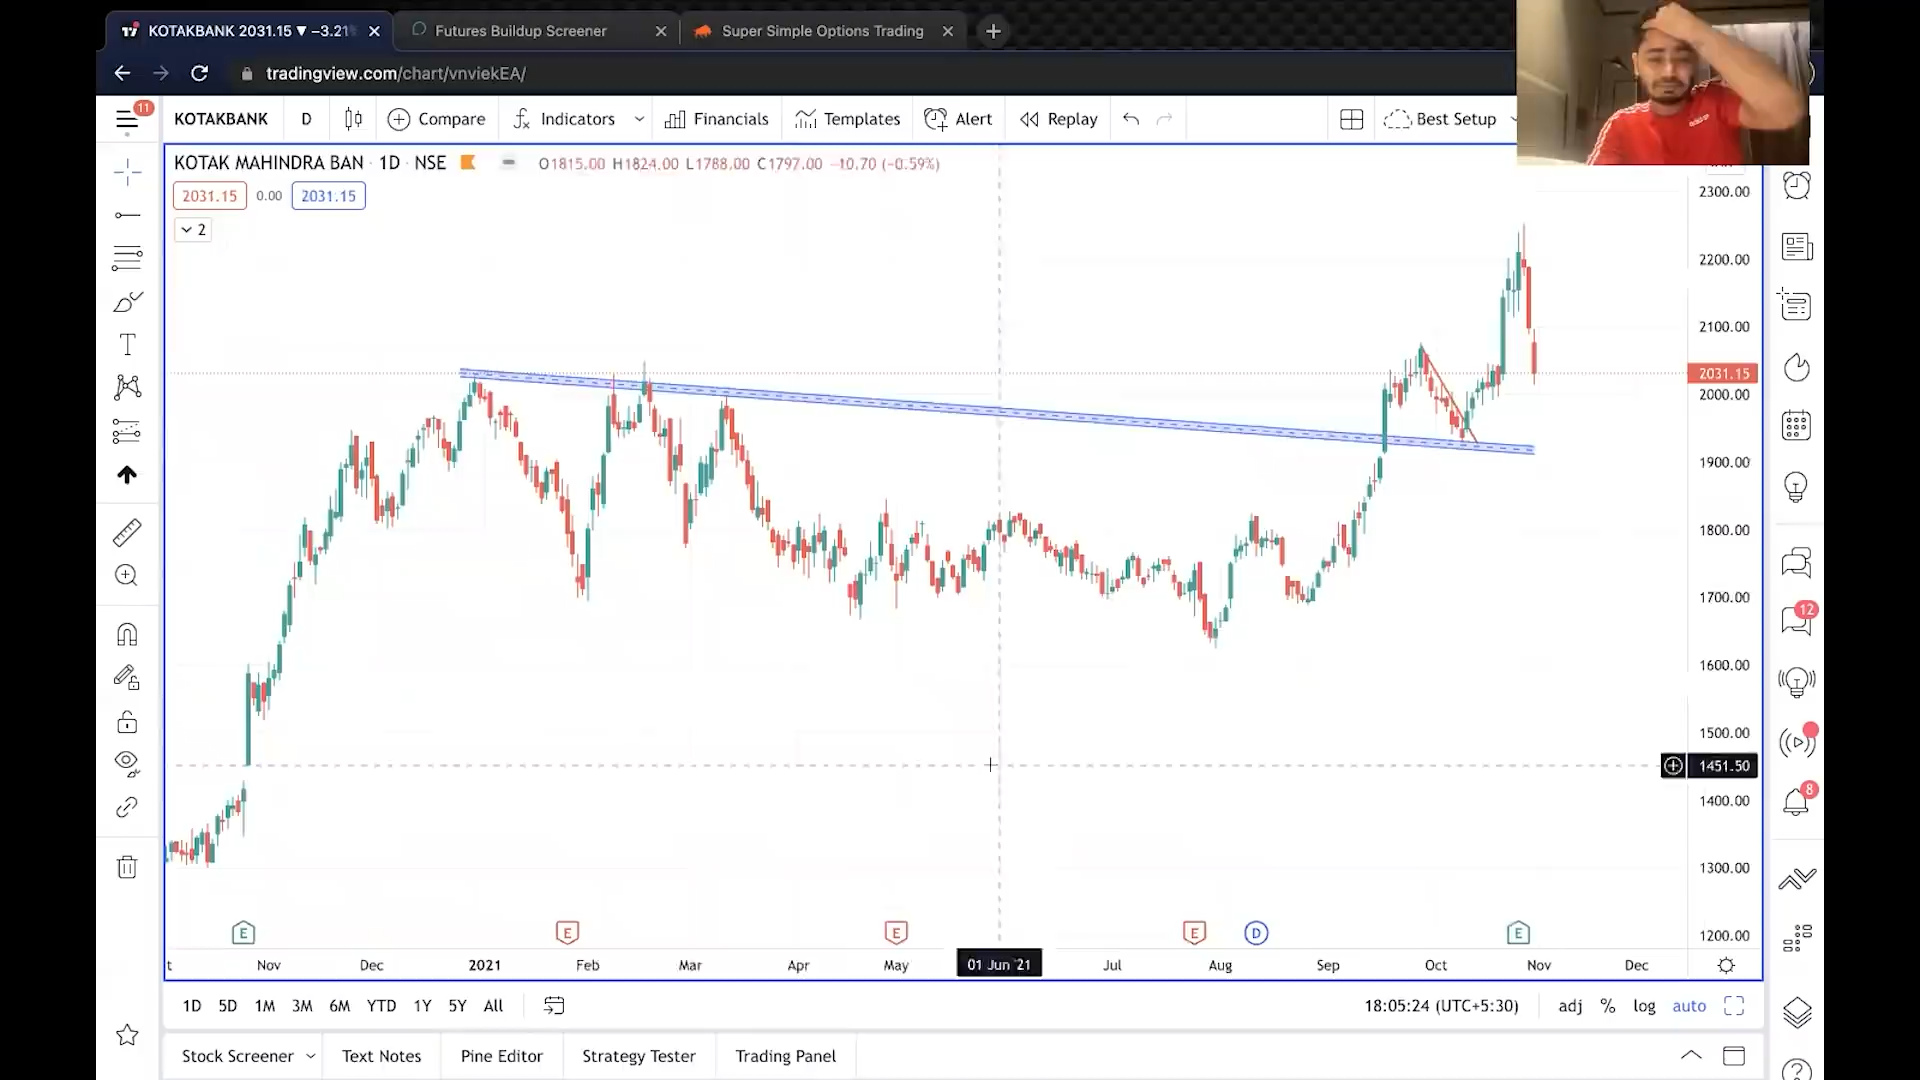 KOTAKBANK 2031.15 ▼ −3.21%
Futures Buildup Screener
Super Simple Options Trading
tradingview.com/chart/vnviekEA/
11
KOTAKBANK D Compare Indicators Financials Templates Alert Replay Best Setup
KOTAK MAHINDRA BAN · 1D · NSE O1815.00 H1824.00 L1788.00 C1797.00 −10.70 (−0.59%)
2031.15 0.00 2031.15
2
2300.00
2200.00
2100.00
2031.15
2000.00
1900.00
1800.00
1700.00
1600.00
1500.00
1451.50
1400.00
1300.00
1200.00
12
8
E E E E D E
t Nov Dec 2021 Feb Mar Apr May 01 Jun '21 Jul Aug Sep Oct Nov Dec
1D 5D 1M 3M 6M YTD 1Y 5Y All 18:05:24 (UTC+5:30) adj % log auto
Stock Screener Text Notes Pine Editor Strategy Tester Trading Panel